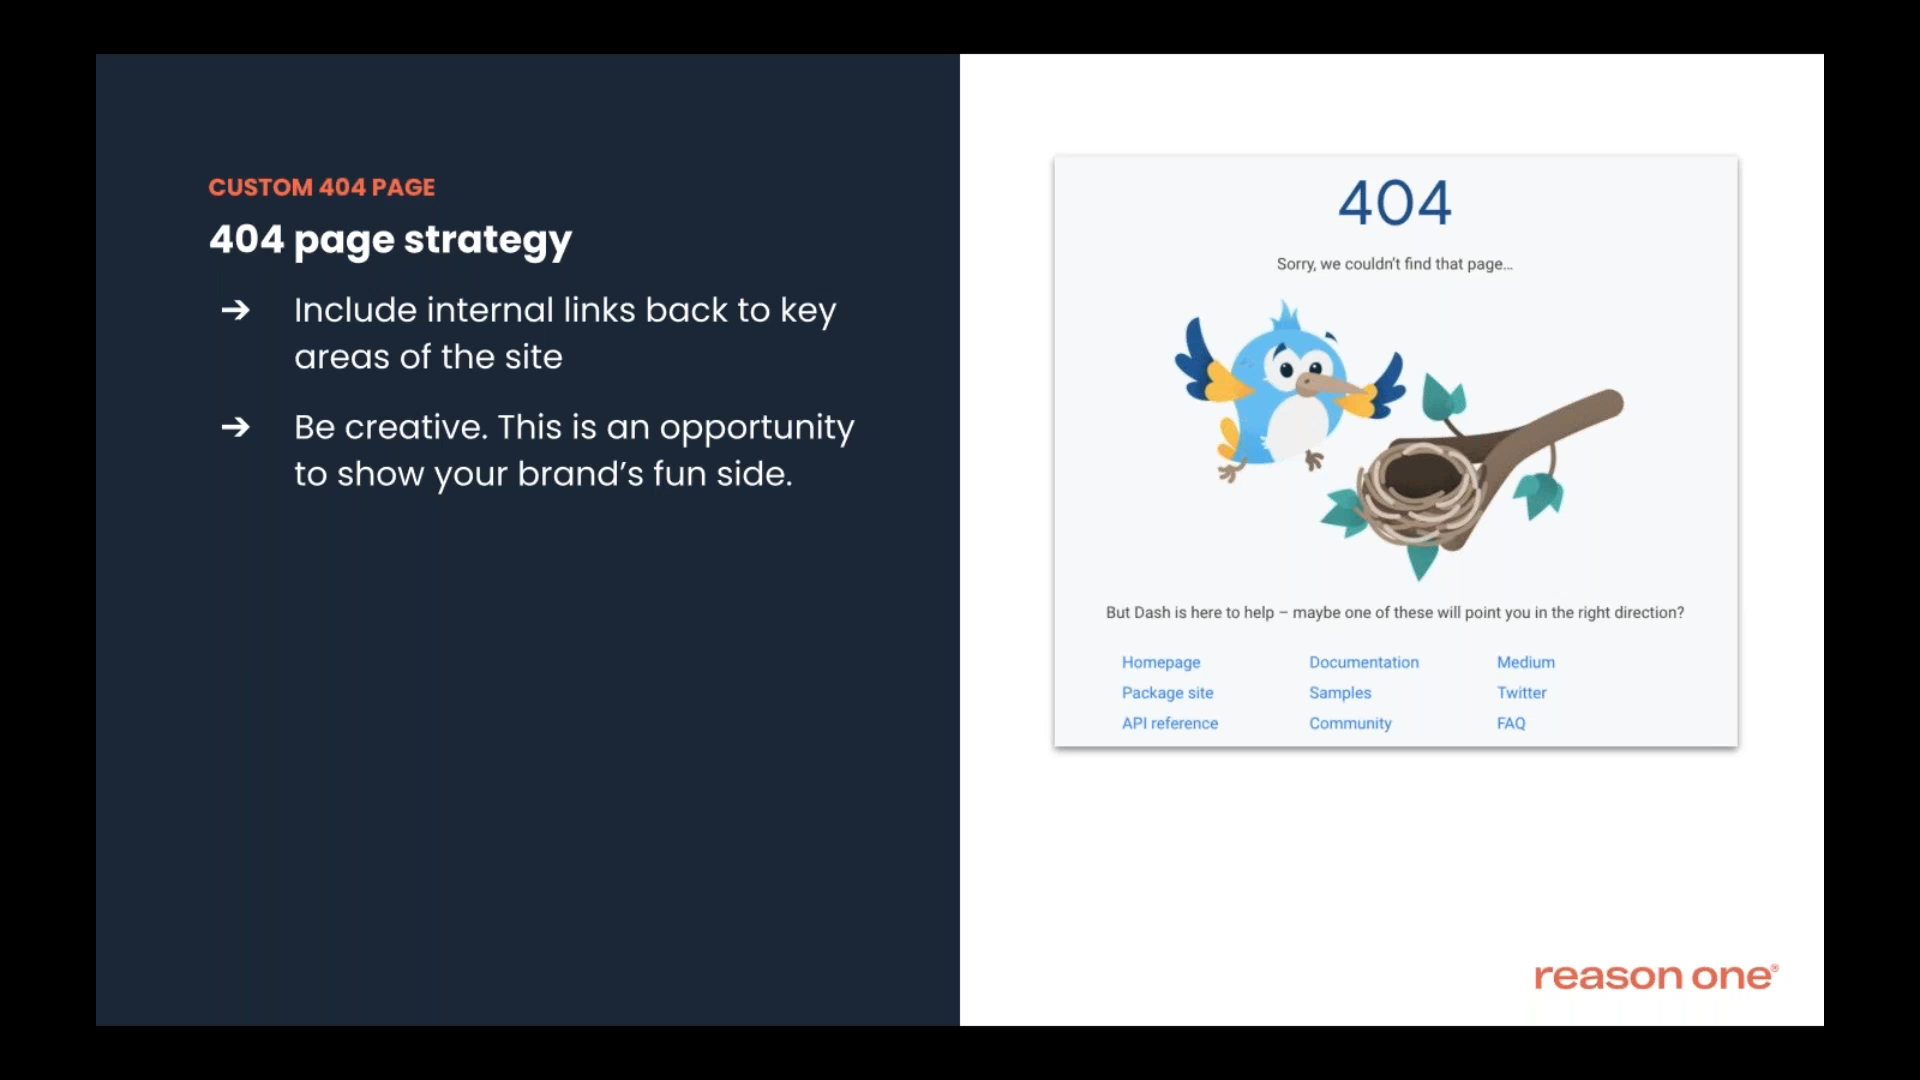 CUSTOM 404 PAGE
404 page strategy
➔ Include internal links back to key
areas of the site
➔ Be creative. This is an opportunity
to show your brand’s fun side.
404
Sorry, we couldn’t find that page…
But Dash is here to help – maybe one of these will point you in the right direction?
Homepage Documentation Medium
Package site Samples Twitter
API reference Community FAQ
reason one®